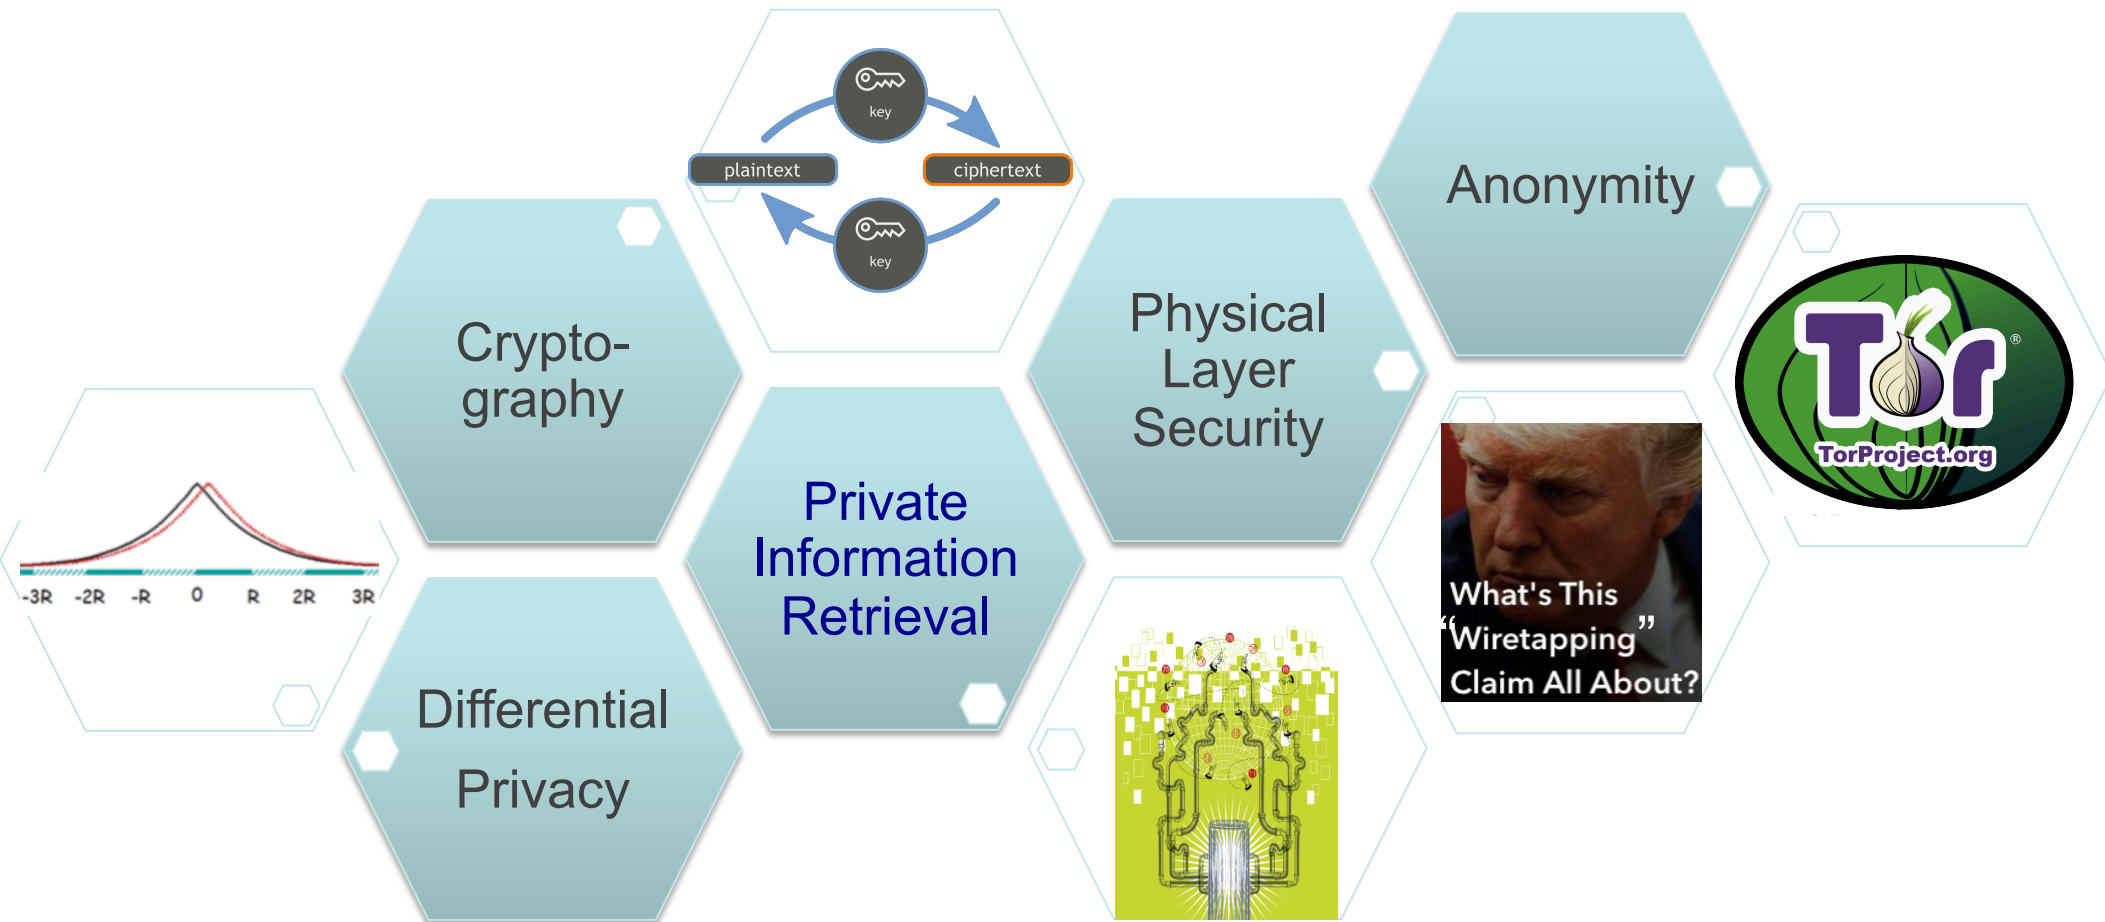 key
plaintext
ciphertext
key
Anonymity
Crypto-
graphy
Physical
Layer
Security
Tor
®
TorProject.org
Private
Information
Retrieval
What's This
“Wiretapping”
Claim All About?
-3R -2R -R 0 R 2R 3R
Differential
Privacy